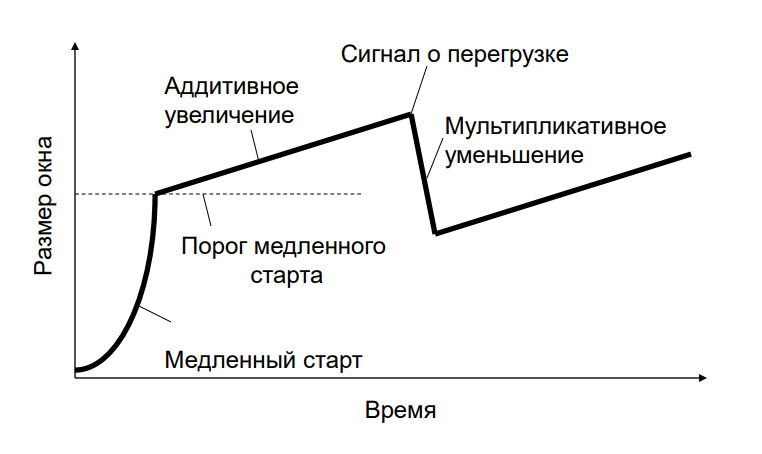 Сигнал о перегрузке
Аддитивное
увеличение
Мультипликативное
уменьшение
Размер окна
Порог медленного
старта
Медленный старт
Время